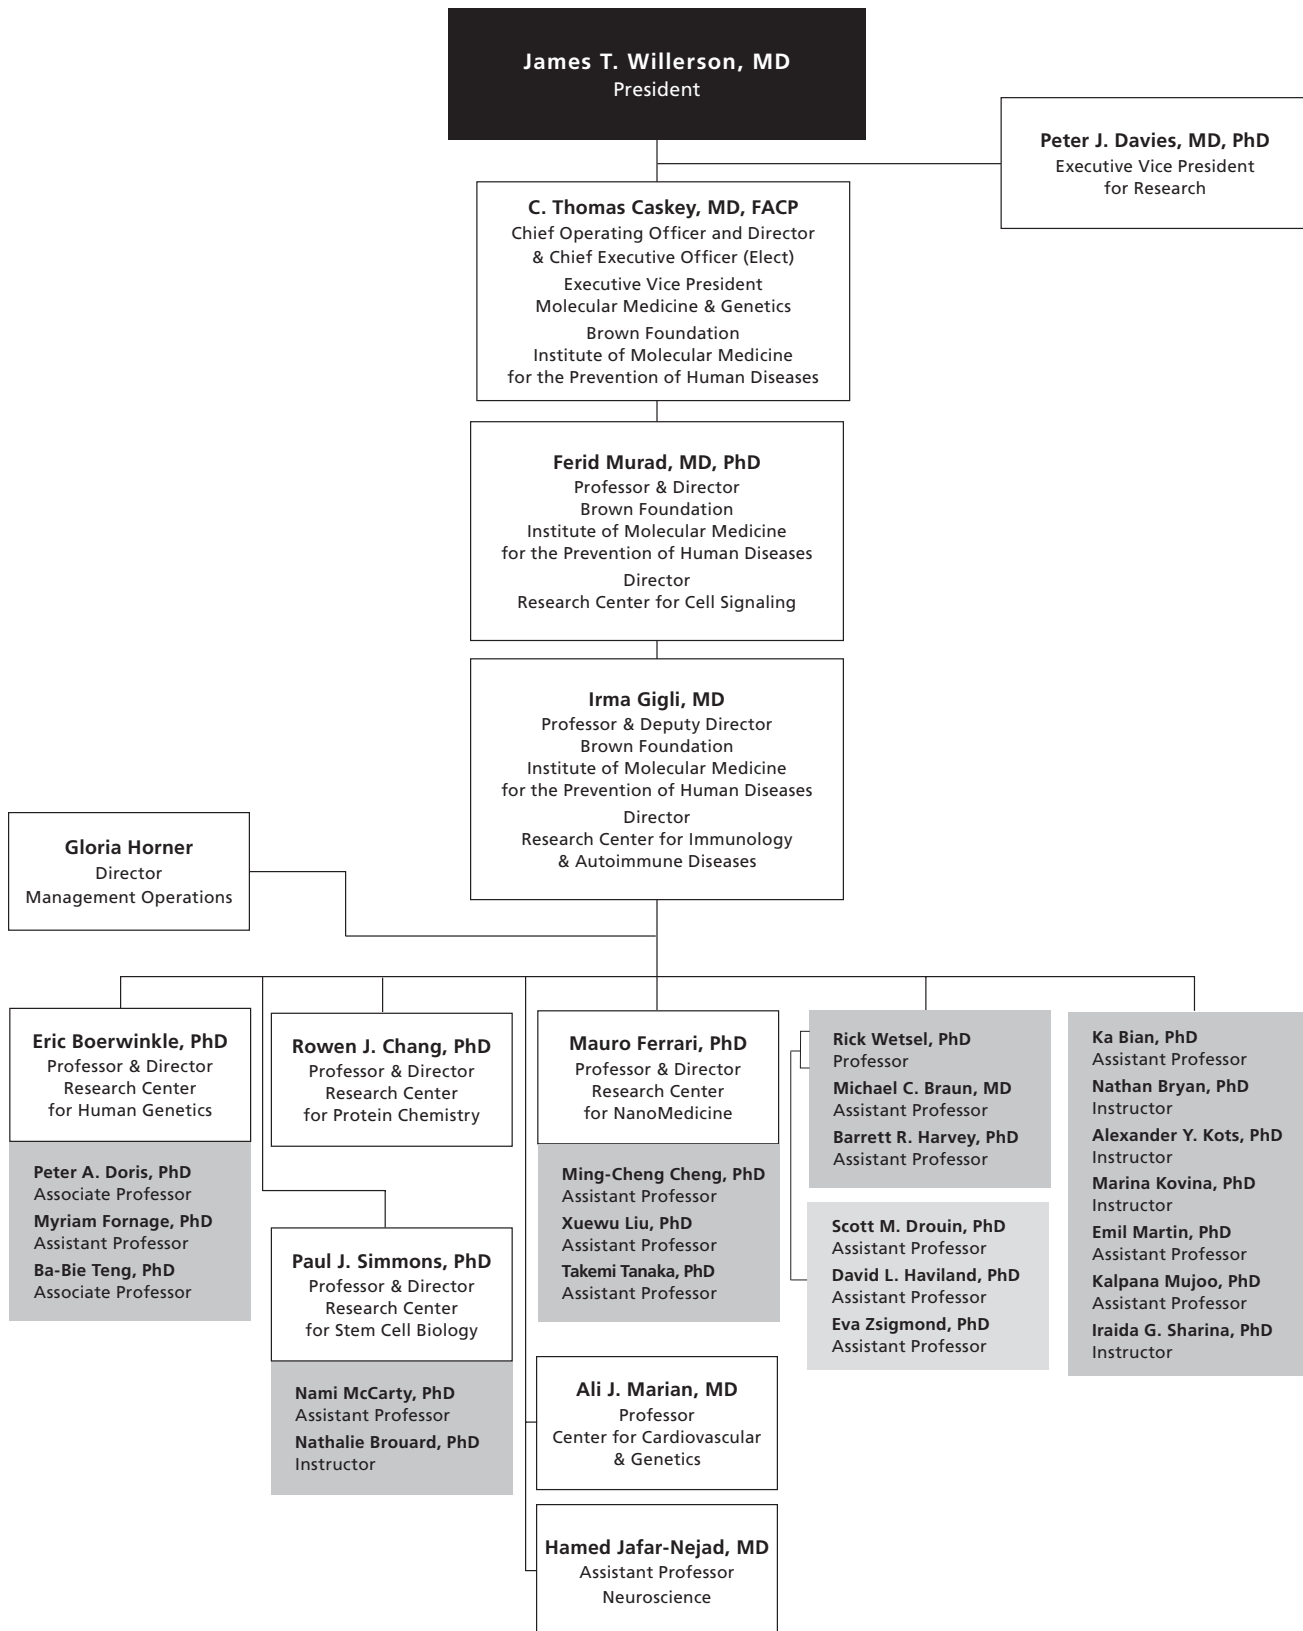 James T. Willerson, MD
President
Peter J. Davies, MD, PhD
Executive Vice President
for Research
C. Thomas Caskey, MD, FACP
Chief Operating Officer and Director
& Chief Executive Officer (Elect)
Executive Vice President
Molecular Medicine & Genetics
Brown Foundation
Institute of Molecular Medicine
for the Prevention of Human Diseases
Ferid Murad, MD, PhD
Professor & Director
Brown Foundation
Institute of Molecular Medicine
for the Prevention of Human Diseases
Director
Research Center for Cell Signaling
Irma Gigli, MD
Professor & Deputy Director
Brown Foundation
Institute of Molecular Medicine
for the Prevention of Human Diseases
Director
Research Center for Immunology
& Autoimmune Diseases
Gloria Horner
Director
Management Operations
Eric Boerwinkle, PhD
Professor & Director
Research Center
for Human Genetics
Peter A. Doris, PhD
Associate Professor
Myriam Fornage, PhD
Assistant Professor
Ba-Bie Teng, PhD
Associate Professor
Rowen J. Chang, PhD
Professor & Director
Research Center
for Protein Chemistry
Paul J. Simmons, PhD
Professor & Director
Research Center
for Stem Cell Biology
Nami McCarty, PhD
Assistant Professor
Nathalie Brouard, PhD
Instructor
Mauro Ferrari, PhD
Professor & Director
Research Center
for NanoMedicine
Ming-Cheng Cheng, PhD
Assistant Professor
Xuewu Liu, PhD
Assistant Professor
Takemi Tanaka, PhD
Assistant Professor
Ali J. Marian, MD
Professor
Center for Cardiovascular
& Genetics
Hamed Jafar-Nejad, MD
Assistant Professor
Neuroscience
Rick Wetsel, PhD
Professor
Michael C. Braun, MD
Assistant Professor
Barrett R. Harvey, PhD
Assistant Professor
Scott M. Drouin, PhD
Assistant Professor
David L. Haviland, PhD
Assistant Professor
Eva Zsigmond, PhD
Assistant Professor
Ka Bian, PhD
Assistant Professor
Nathan Bryan, PhD
Instructor
Alexander Y. Kots, PhD
Instructor
Marina Kovina, PhD
Instructor
Emil Martin, PhD
Assistant Professor
Kalpana Mujoo, PhD
Assistant Professor
Iraida G. Sharina, PhD
Instructor